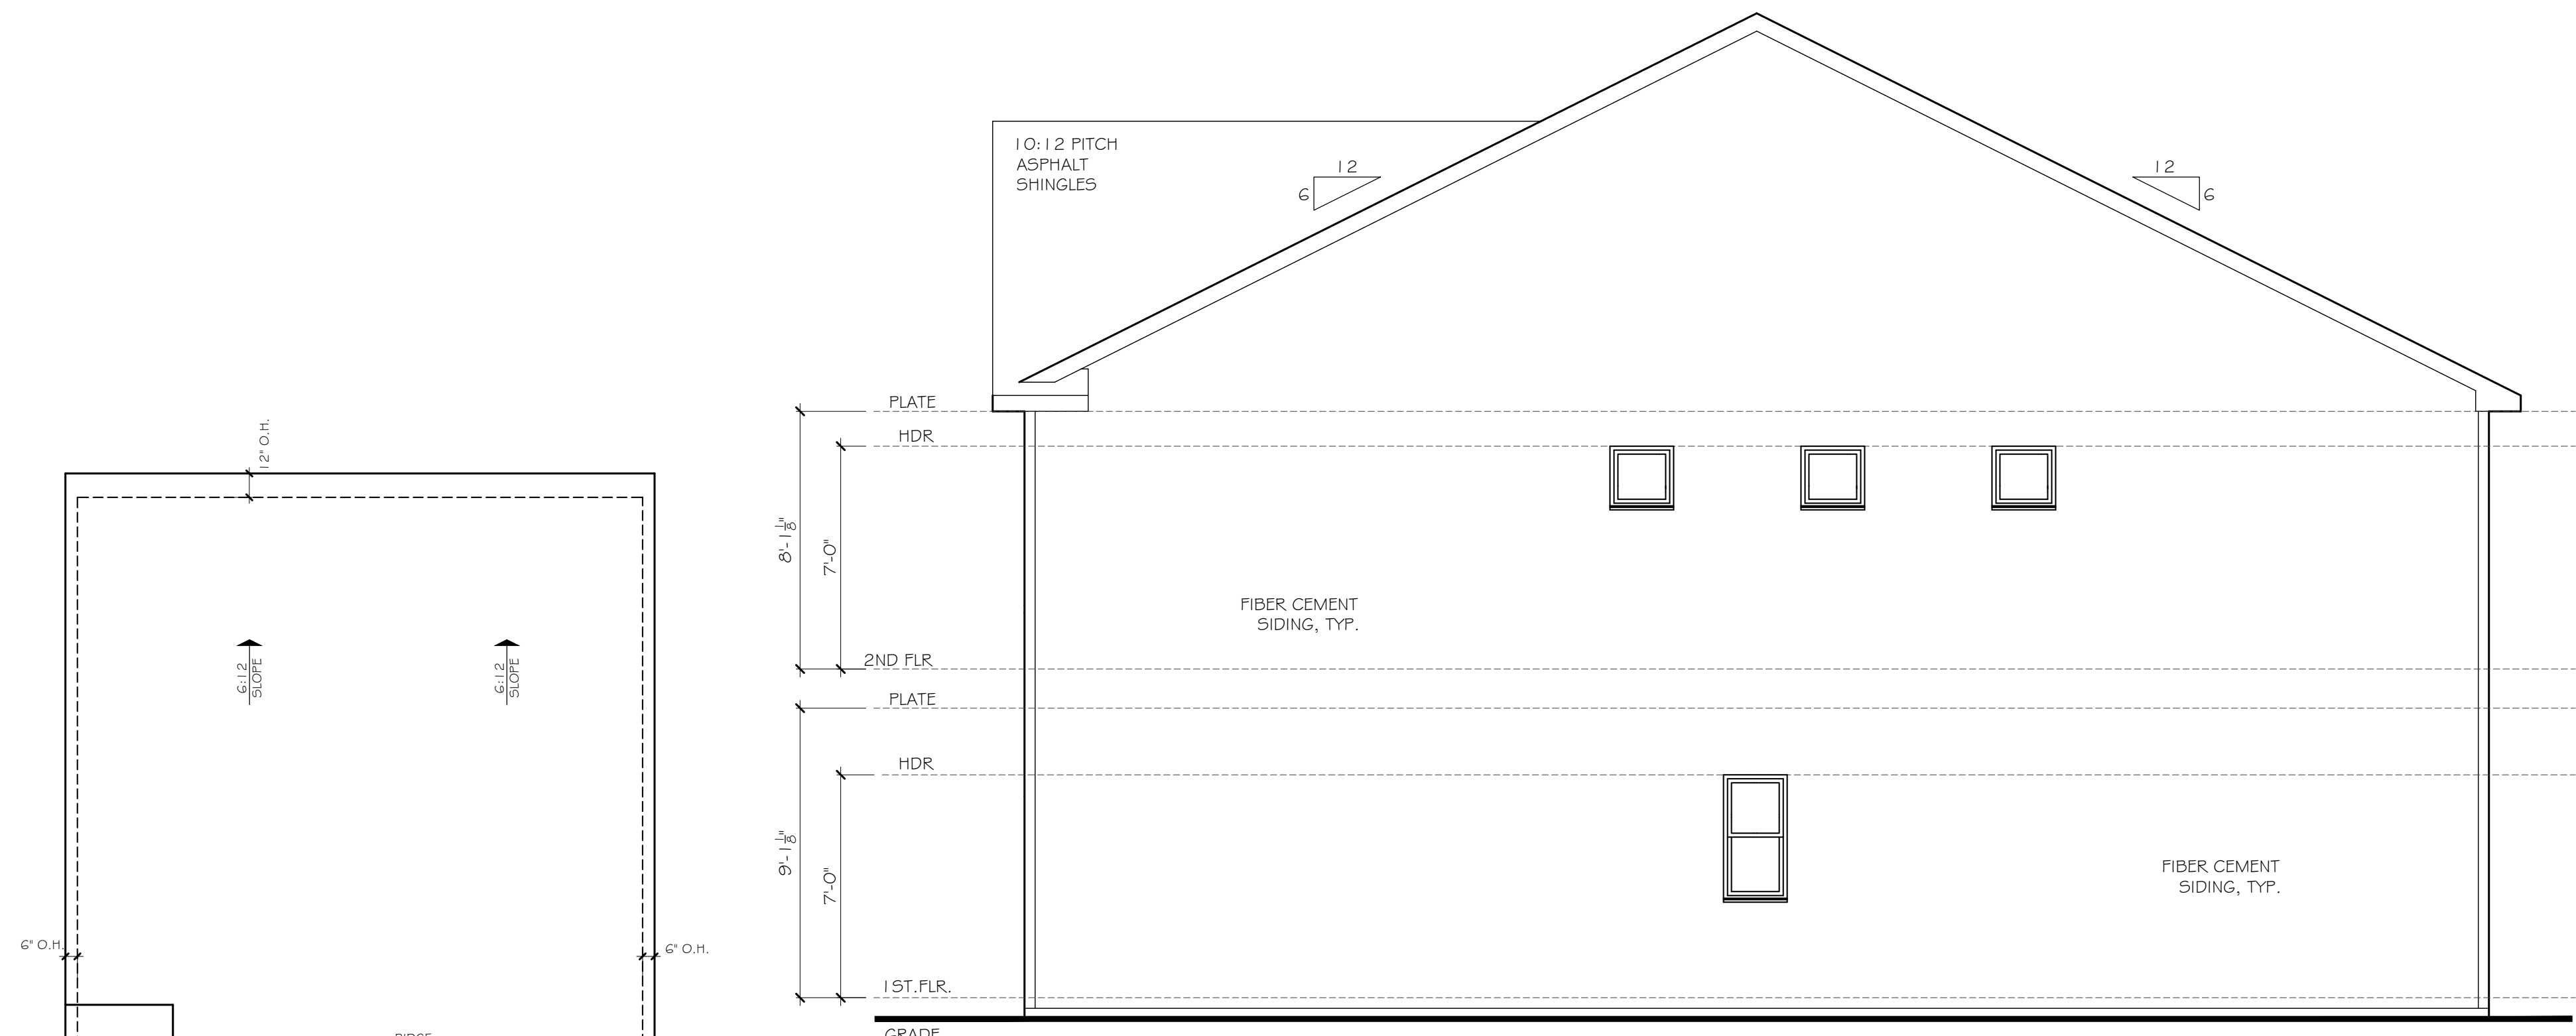 12" O.H.
6:12
SLOPE
6:12
SLOPE
6" O.H.
6" O.H.
10:12 PITCH
ASPHALT
SHINGLES
12
6
12
6
PLATE
HDR
8'-1 1/8"
7'-0"
FIBER CEMENT
SIDING, TYP.
2ND FLR
PLATE
HDR
9'-1 1/8"
7'-0"
FIBER CEMENT
SIDING, TYP.
1ST.FLR.
GRADE
RIDGE